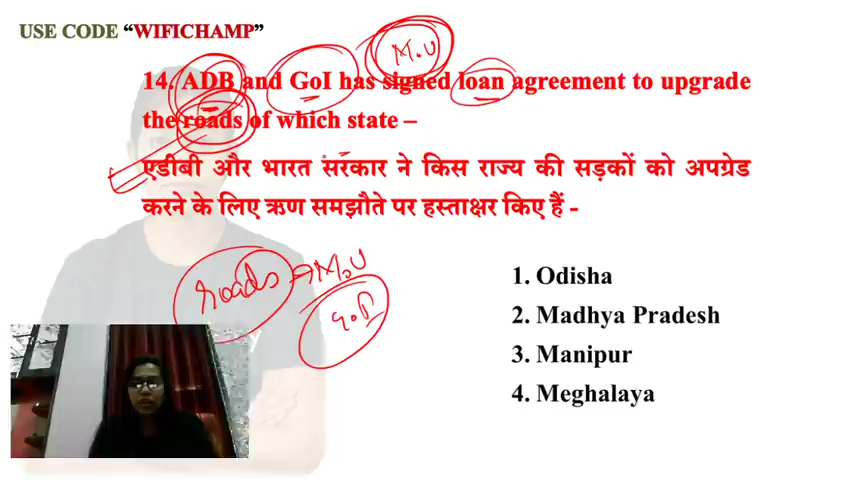 USE CODE “WIFICHAMP”
M.U
14. ADB and GoI has signed loan agreement to upgrade
the roads of which state –
एडीबी और भारत सरकार ने किस राज्य की सड़कों को अपग्रेड
करने के लिए ऋण समझौते पर हस्ताक्षर किए हैं -
roads → M.U
1. Odisha
2. Madhya Pradesh
3. Manipur
4. Meghalaya